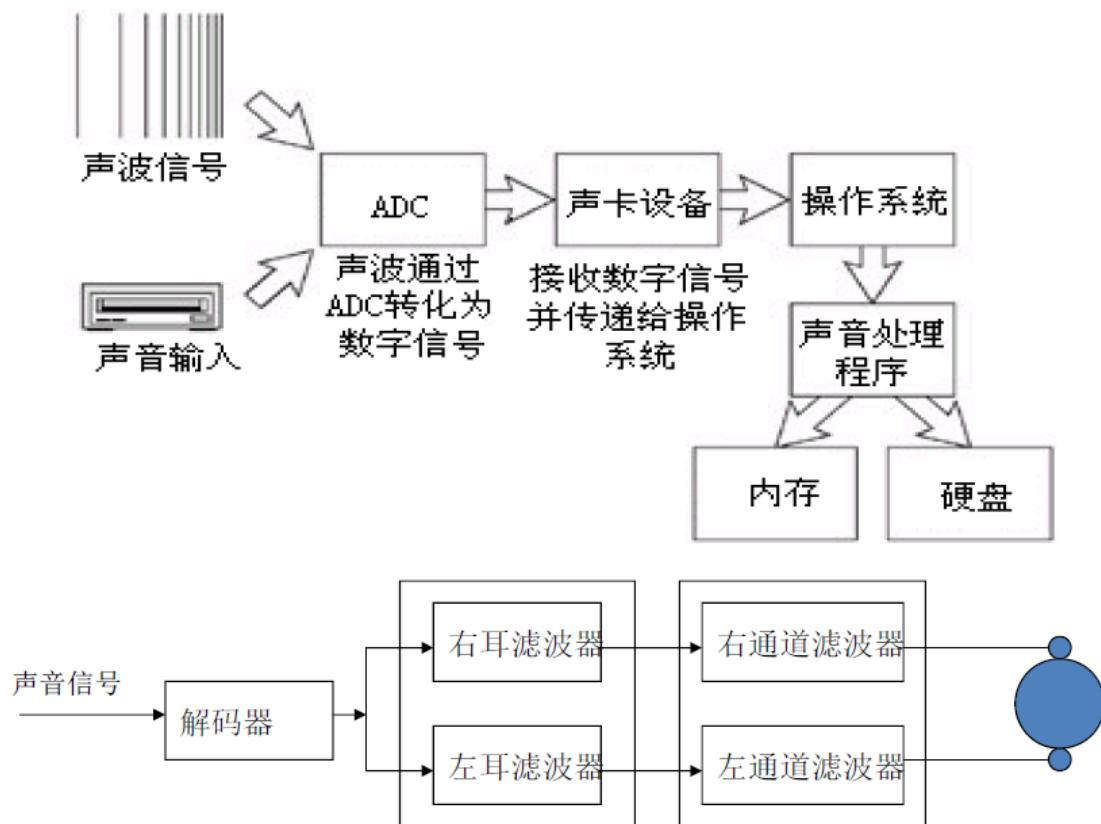 声波信号
声音输入
ADC
声波通过
ADC转化为
数字信号
声卡设备
接收数字信号
并传递给操作
系统
操作系统
声音处理
程序
内存
硬盘
声音信号
解码器
右耳滤波器
右通道滤波器
左耳滤波器
左通道滤波器